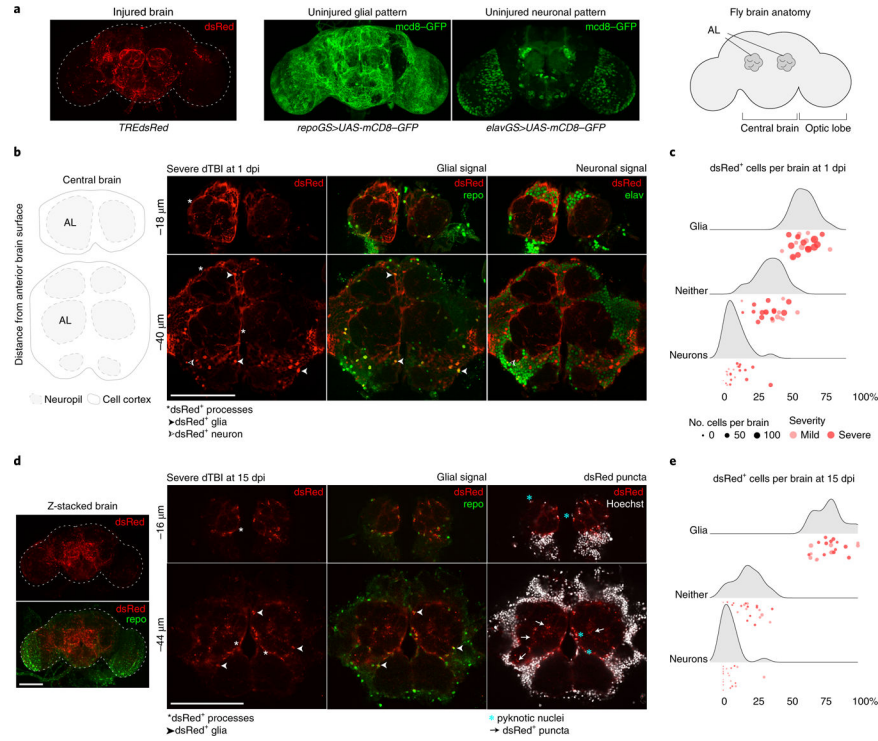 a
Injured brain
dsRed
TREdsRed
Uninjured glial pattern
mcd8–GFP
repoGS>UAS-mCD8–GFP
Uninjured neuronal pattern
mcd8–GFP
elavGS>UAS-mCD8–GFP
Fly brain anatomy
AL
Central brain
Optic lobe
b
Central brain
Distance from anterior brain surface
AL
AL
Neuropil
Cell cortex
Severe dTBI at 1 dpi
Glial signal
Neuronal signal
–18 µm
dsRed
*
dsRed
repo
dsRed
elav
–40 µm
*
*
*dsRed+ processes
dsRed+ glia
dsRed+ neuron
c
dsRed+ cells per brain at 1 dpi
Glia
Neither
Neurons
0 50 100%
No. cells per brain
0 50 100
Severity
Mild Severe
d
Z-stacked brain
dsRed
dsRed
repo
Severe dTBI at 15 dpi
Glial signal
dsRed puncta
–16 µm
dsRed
*
dsRed
repo
dsRed
Hoechst
* *
–44 µm
* *
* *
*dsRed+ processes
dsRed+ glia
* pyknotic nuclei
→ dsRed+ puncta
e
dsRed+ cells per brain at 15 dpi
Glia
Neither
Neurons
0 25 50 100%